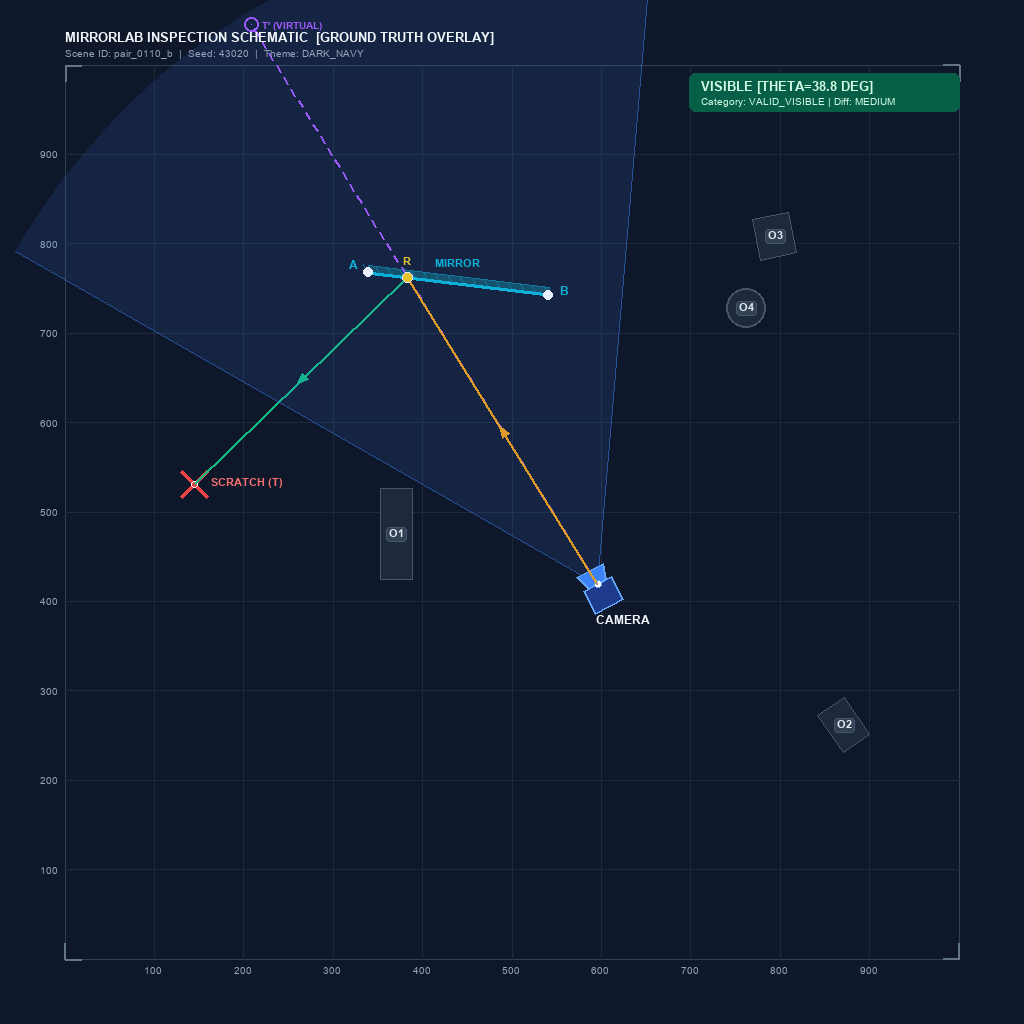 T' (VIRTUAL)
MIRRORLAB INSPECTION SCHEMATIC [GROUND TRUTH OVERLAY]
Scene ID: pair_0110_b | Seed: 43020 | Theme: DARK_NAVY
VISIBLE [THETA=38.8 DEG]
Category: VALID_VISIBLE | Diff: MEDIUM
900
O3
800
A
R
MIRROR
B
O4
700
600
SCRATCH (T)
500
O1
400
CAMERA
300
O2
200
100
100 200 300 400 500 600 700 800 900